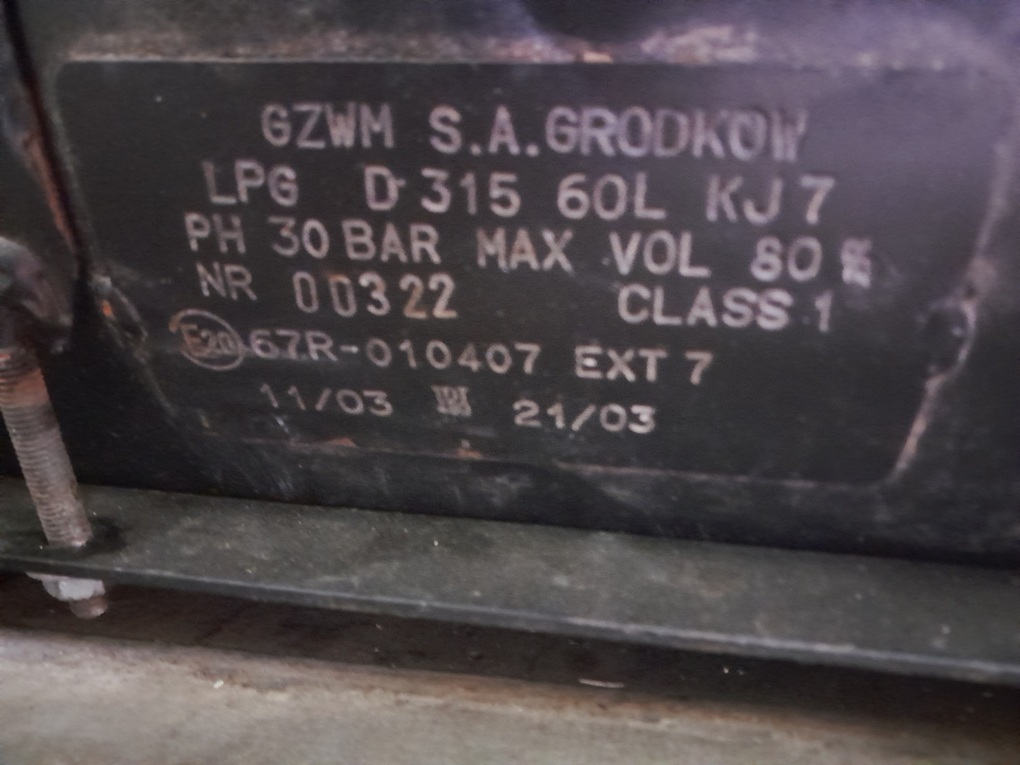 GZWM S.A.GRODKOW
LPG D 315 60L KJ 7
PH 30 BAR MAX VOL 80
NR 00322 CLASS 1
E20 67R-010407 EXT 7
11/03 21/03